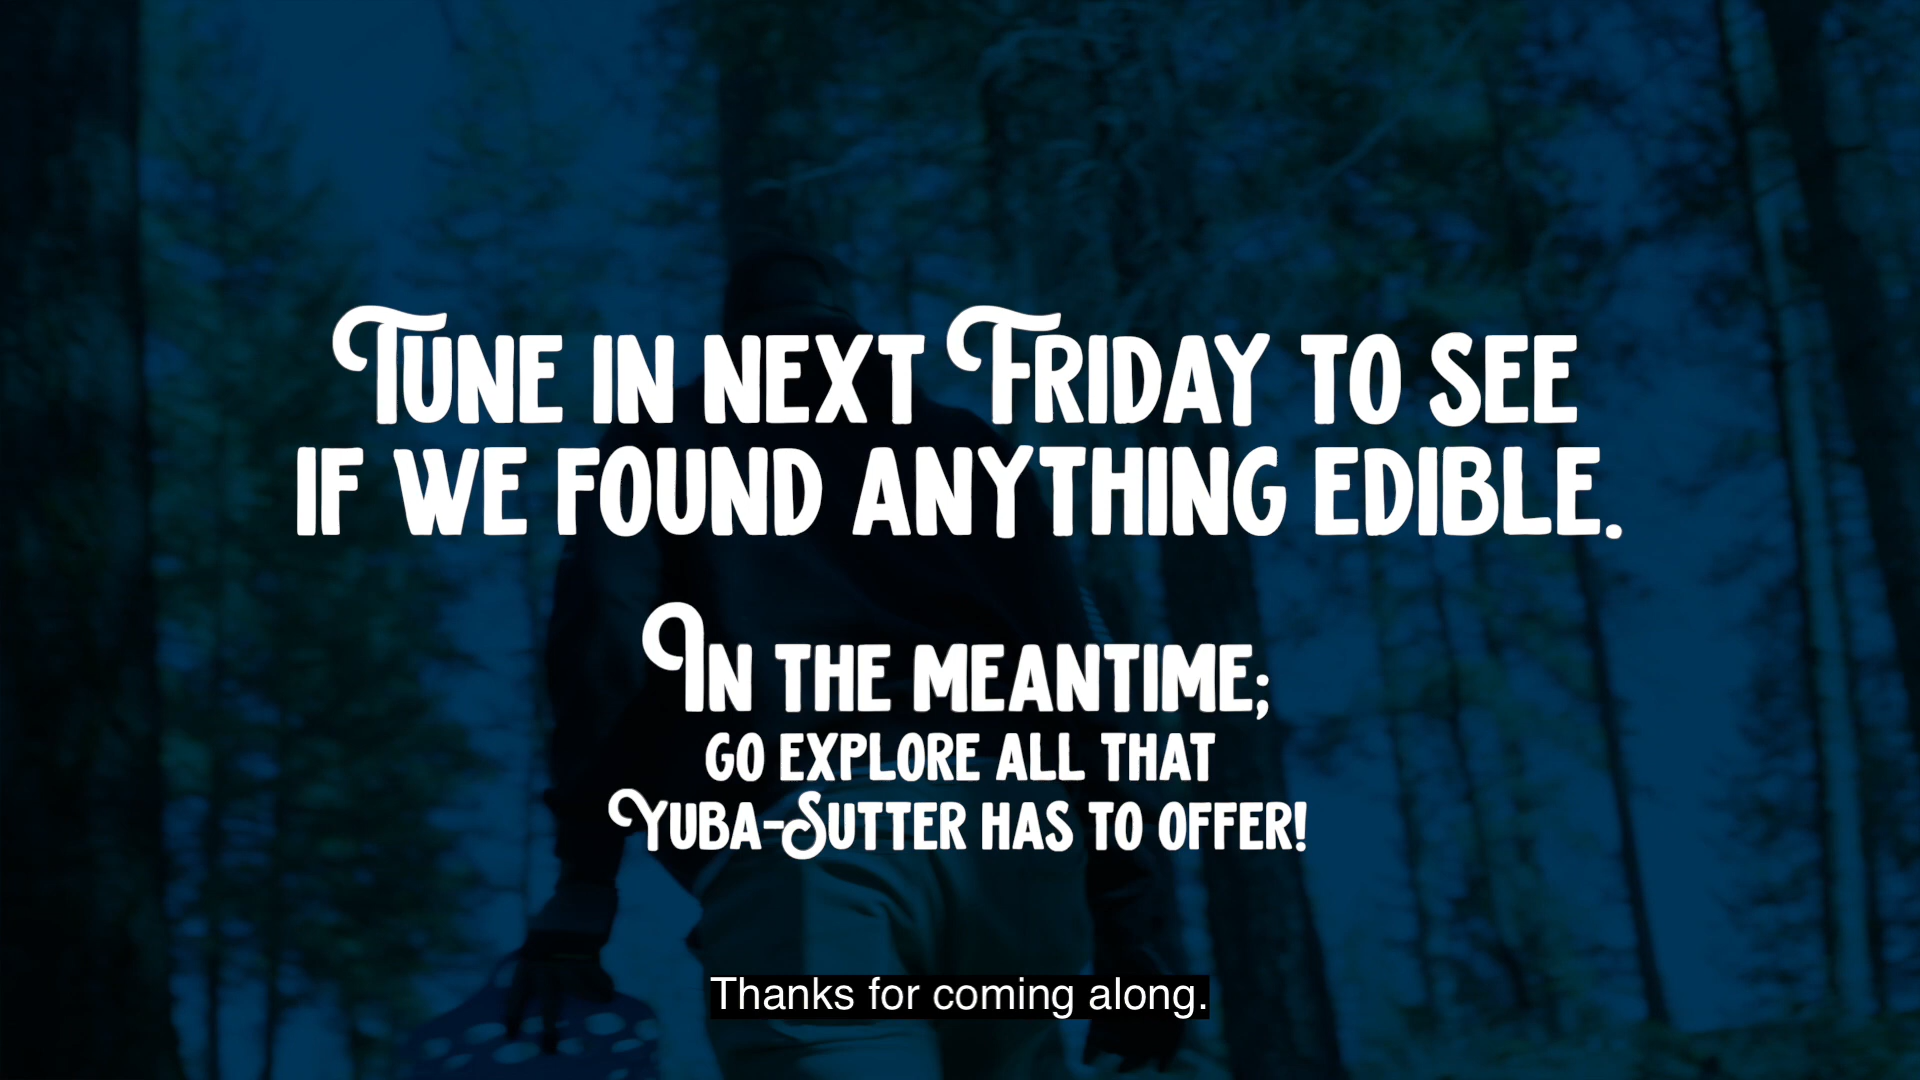 Tune in next Friday to see
if we found anything edible.
In the meantime;
go explore all that
Yuba-Sutter has to offer!
Thanks for coming along.